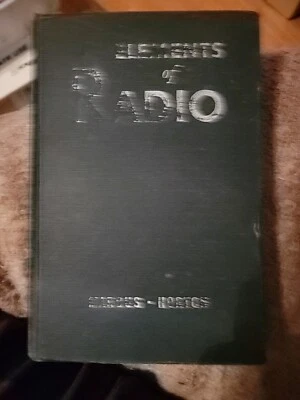 ELEMENTS
of
RADIO
MARCUS - HORTON